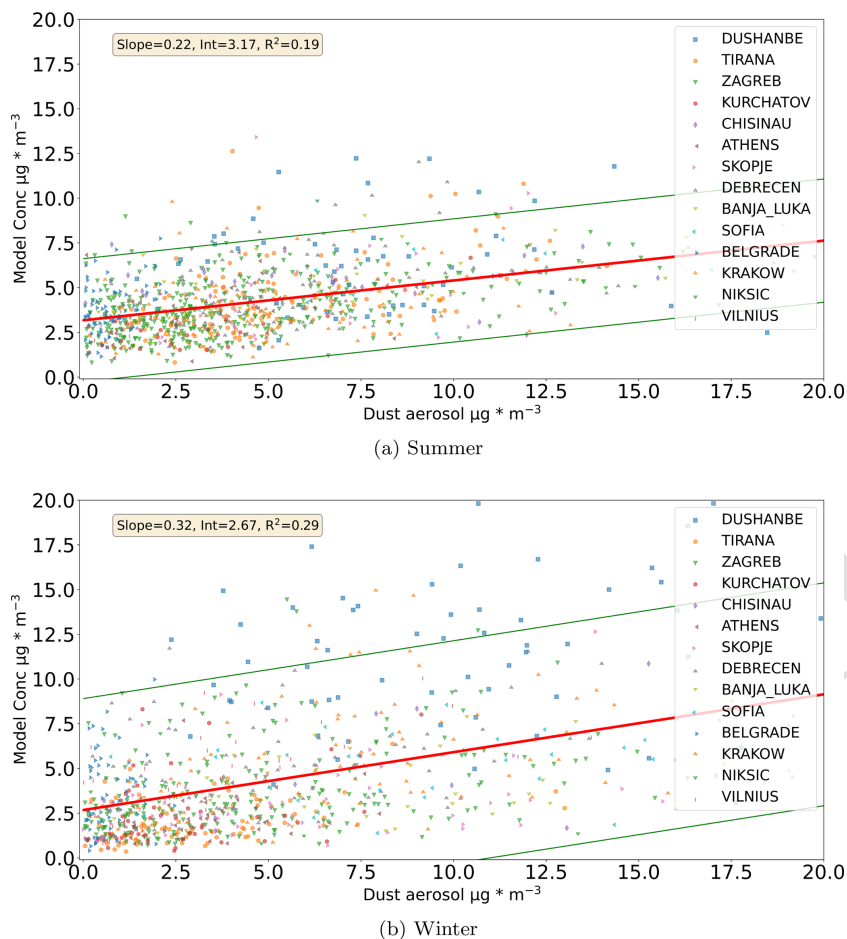 20.0
17.5
15.0
12.5
10.0
7.5
5.0
2.5
0.0
Model Conc µg * m⁻³
Slope=0.22, Int=3.17, R²=0.19
DUSHANBE
TIRANA
ZAGREB
KURCHATOV
CHISINAU
ATHENS
SKOPJE
DEBRECEN
BANJA_LUKA
SOFIA
BELGRADE
KRAKOW
NIKSIC
VILNIUS
0.0 2.5 5.0 7.5 10.0 12.5 15.0 17.5 20.0
Dust aerosol µg * m⁻³
(a) Summer
20.0
17.5
15.0
12.5
10.0
7.5
5.0
2.5
0.0
Model Conc µg * m⁻³
Slope=0.32, Int=2.67, R²=0.29
DUSHANBE
TIRANA
ZAGREB
KURCHATOV
CHISINAU
ATHENS
SKOPJE
DEBRECEN
BANJA_LUKA
SOFIA
BELGRADE
KRAKOW
NIKSIC
VILNIUS
0.0 2.5 5.0 7.5 10.0 12.5 15.0 17.5 20.0
Dust aerosol µg * m⁻³
(b) Winter